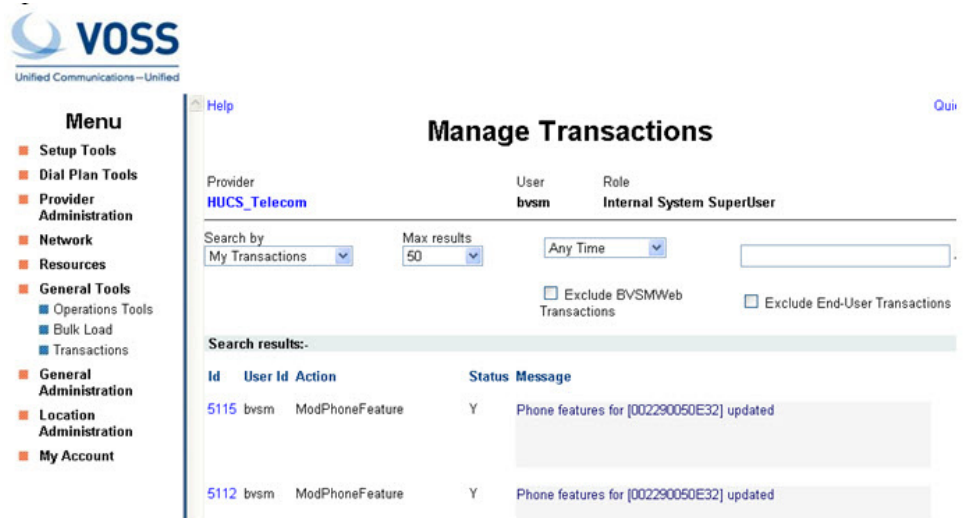 VOSS
Unified Communications—Unified
Menu
Setup Tools
Dial Plan Tools
Provider
Administration
Network
Resources
General Tools
Operations Tools
Bulk Load
Transactions
General
Administration
Location
Administration
My Account
Help
Manage Transactions
Provider
User
Role
HUCS_Telecom
bvsm
Internal System SuperUser
Search by
Max results
My Transactions
50
Any Time
Exclude BVSMWeb
Transactions
Exclude End-User Transactions
Search results:-
Id User Id Action Status Message
5115 bvsm ModPhoneFeature Y Phone features for [002290050E32] updated
5112 bvsm ModPhoneFeature Y Phone features for [002290050E32] updated